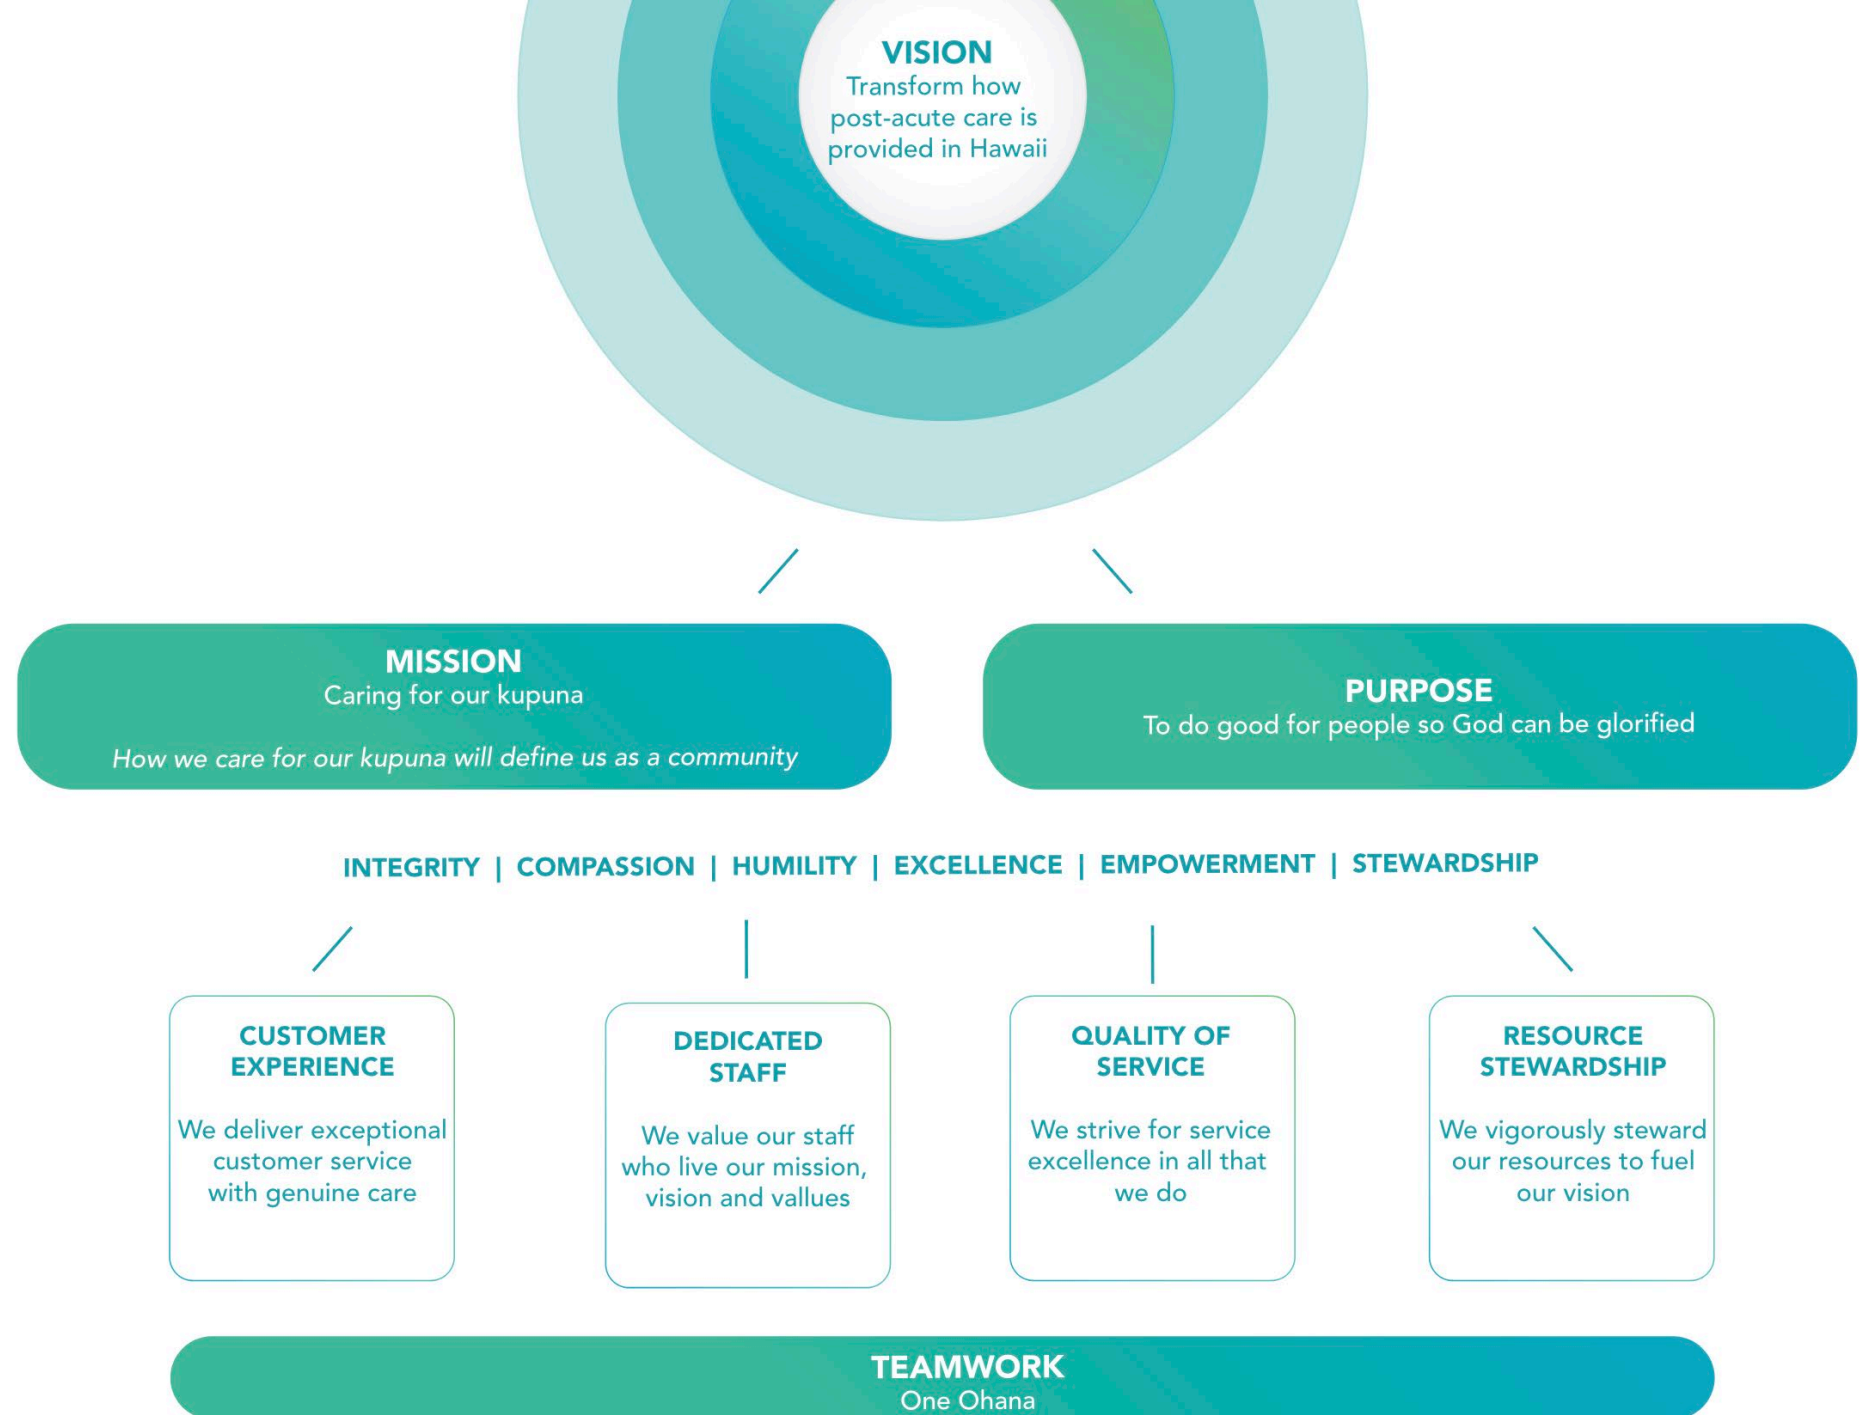 VISION
Transform how
post-acute care is
provided in Hawaii
MISSION
Caring for our kupuna
How we care for our kupuna will define us as a community
PURPOSE
To do good for people so God can be glorified
INTEGRITY | COMPASSION | HUMILITY | EXCELLENCE | EMPOWERMENT | STEWARDSHIP
CUSTOMER
EXPERIENCE
We deliver exceptional
customer service
with genuine care
DEDICATED
STAFF
We value our staff
who live our mission,
vision and vallues
QUALITY OF
SERVICE
We strive for service
excellence in all that
we do
RESOURCE
STEWARDSHIP
We vigorously steward
our resources to fuel
our vision
TEAMWORK
One Ohana